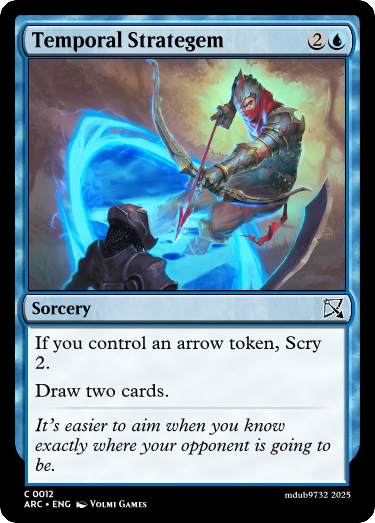 Temporal Strategem 2
Sorcery
If you control an arrow token, Scry
2.
Draw two cards.
It's easier to aim when you know
exactly where your opponent is going to
be.
C 0012
ARC • ENG VOLMI GAMES
mdub9732 2025